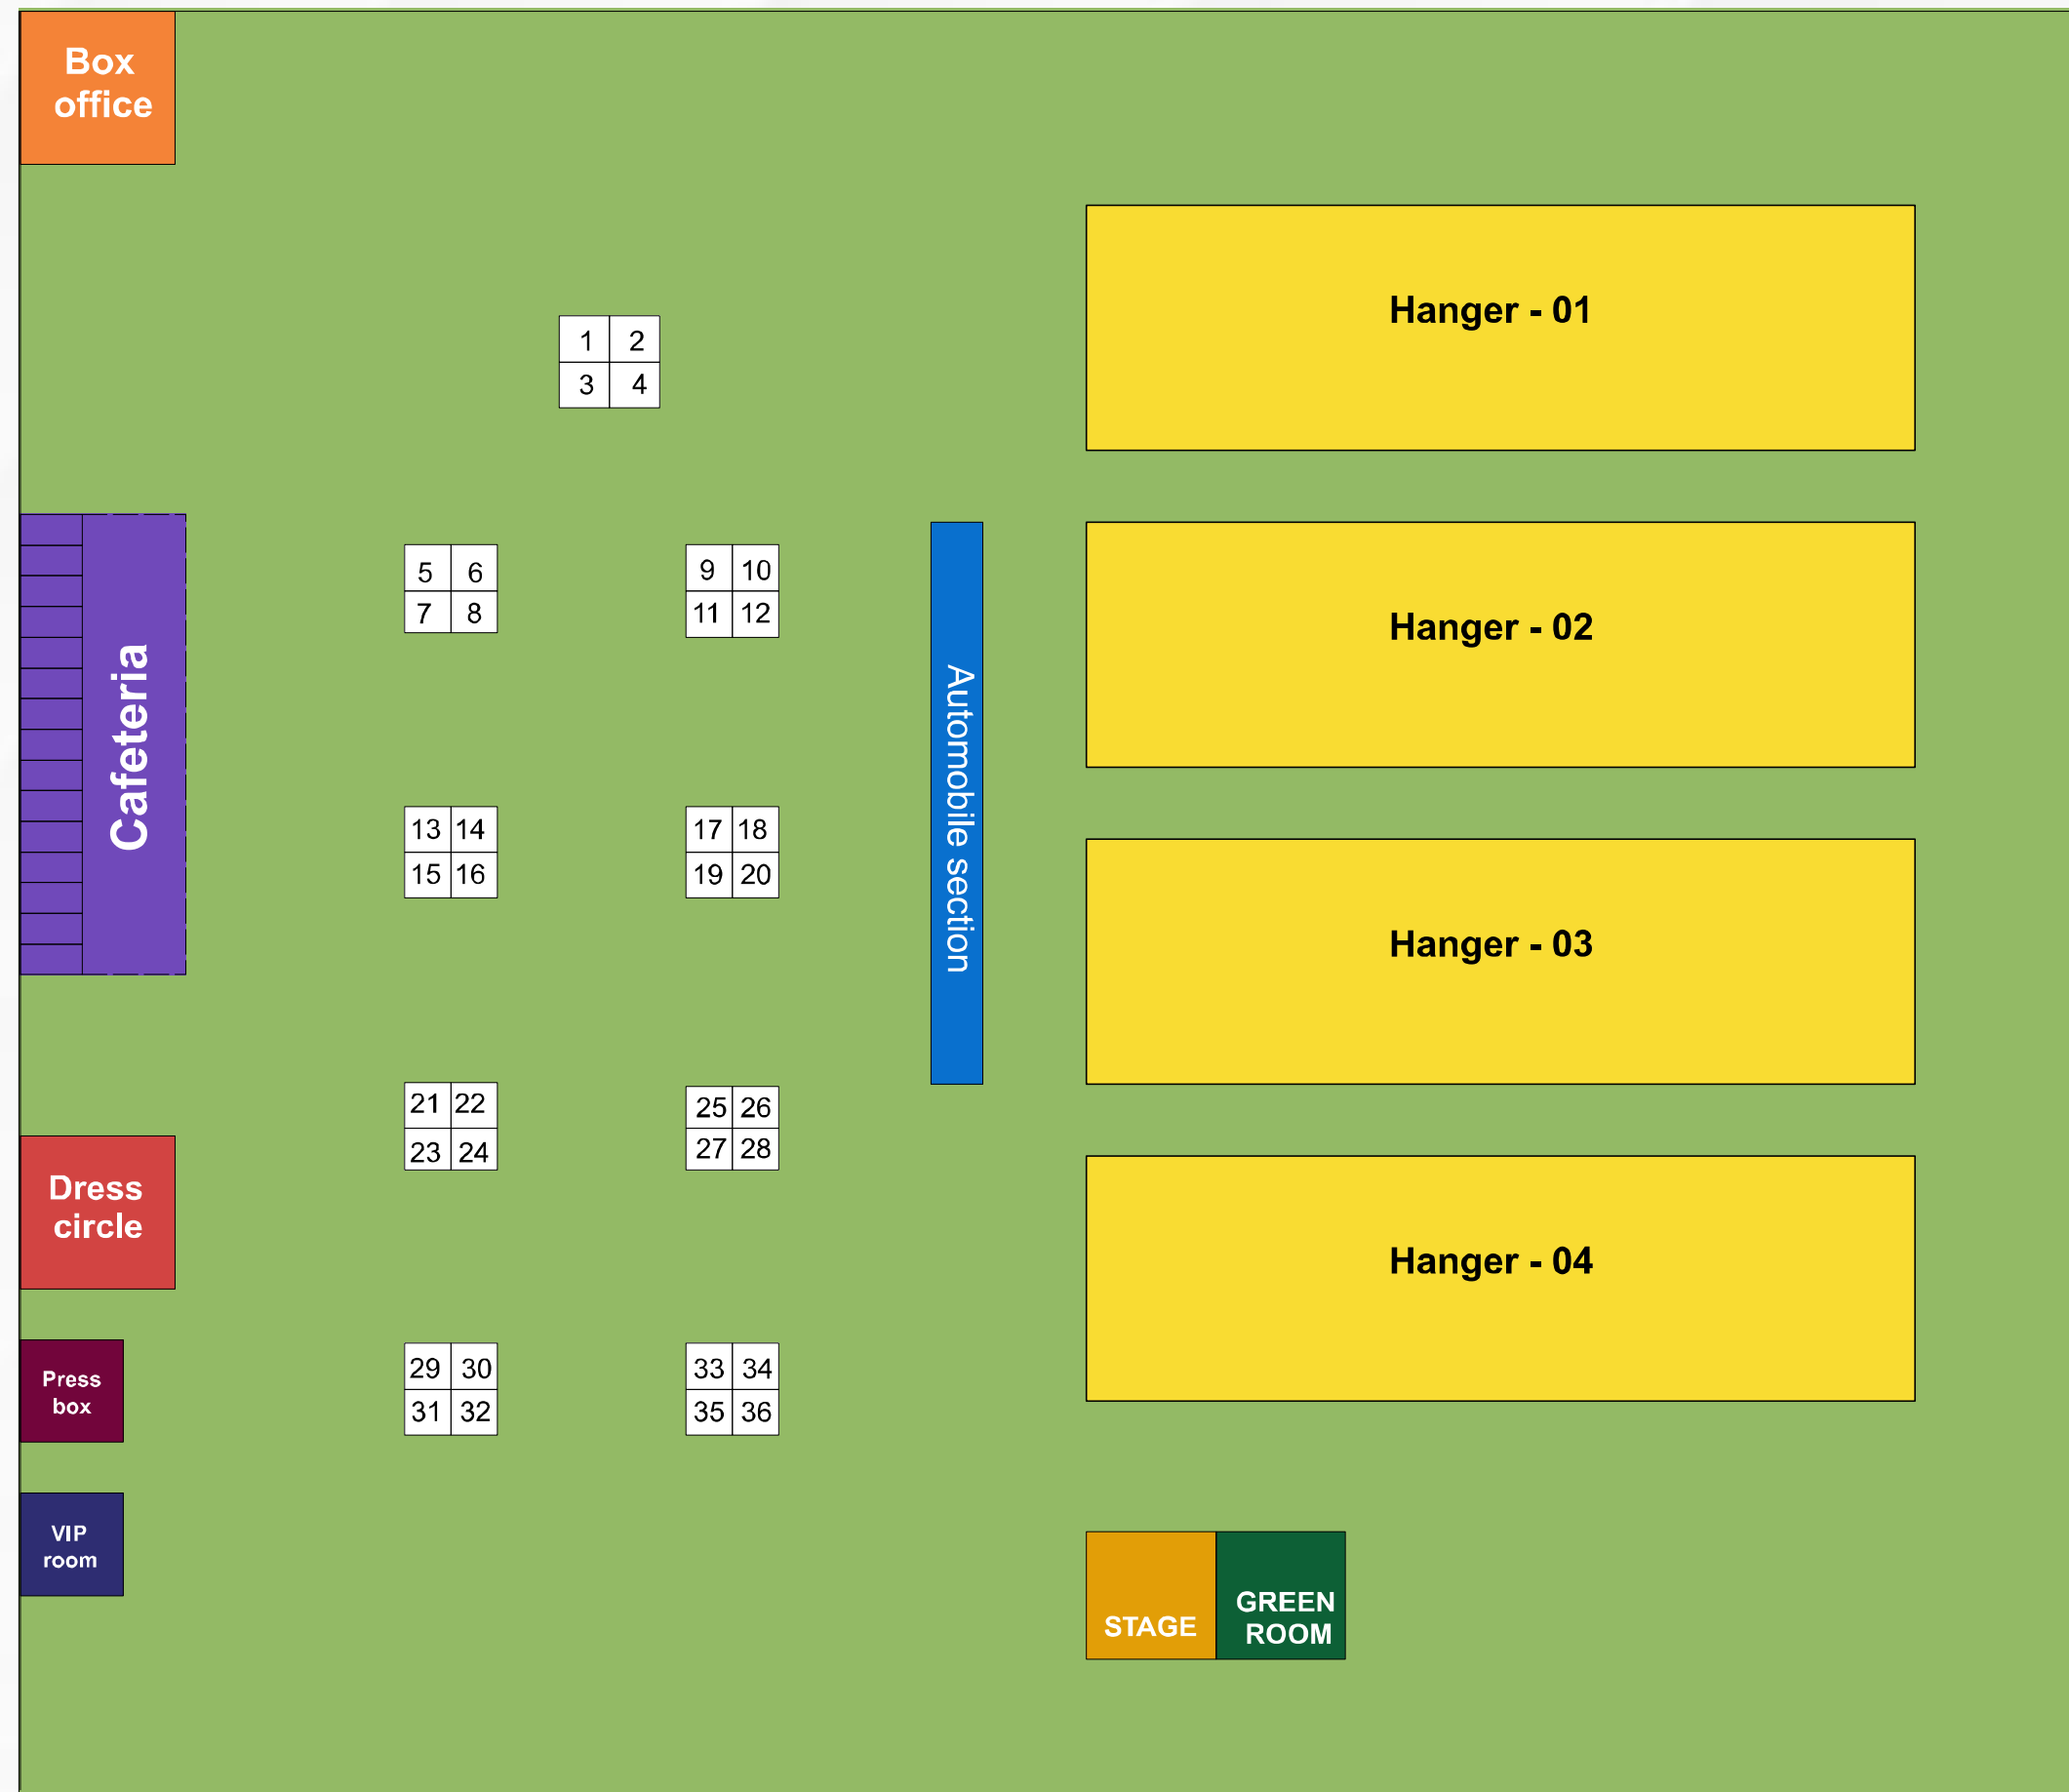 Box
office
Hanger - 01
1 2
3 4
Hanger - 02
5 6
7 8
9 10
11 12
Cafeteria
Automobile section
13 14
15 16
17 18
19 20
Hanger - 03
21 22
23 24
25 26
27 28
Dress
circle
Hanger - 04
Press
box
29 30
31 32
33 34
35 36
VIP
room
STAGE
GREEN
ROOM